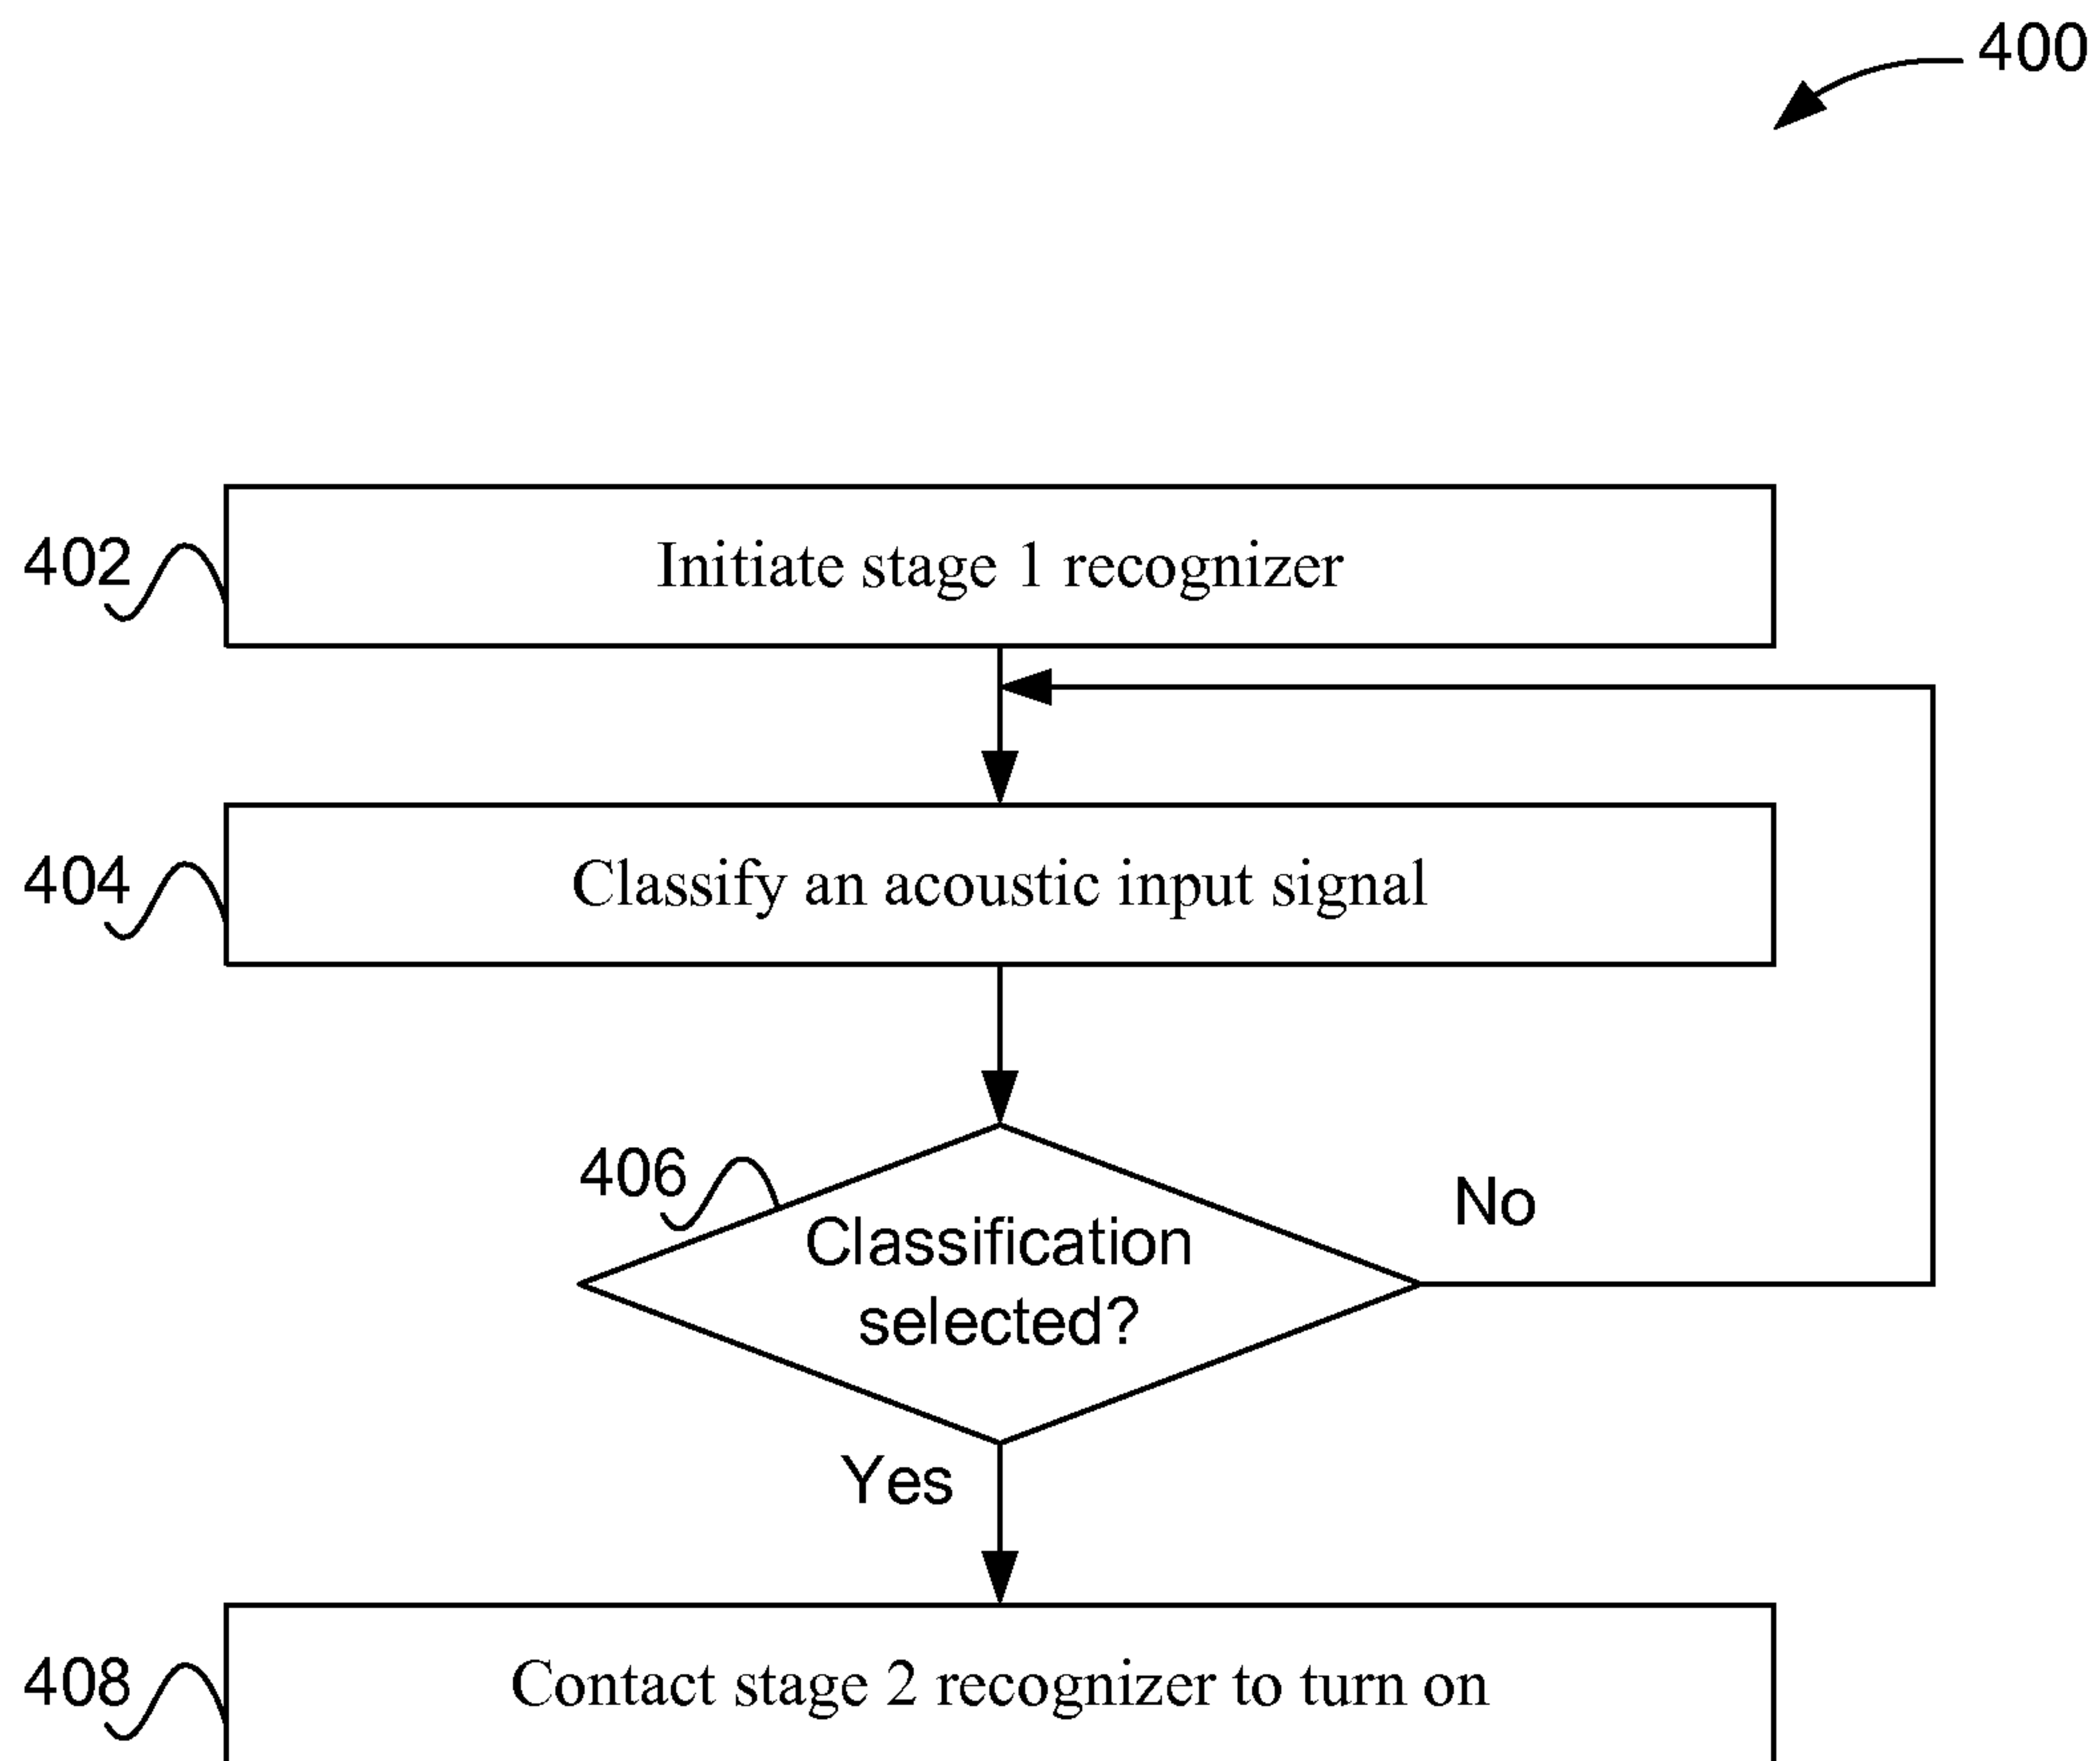 400
402
Initiate stage 1 recognizer
404
Classify an acoustic input signal
406
Classification
selected?
No
Yes
408
Contact stage 2 recognizer to turn on